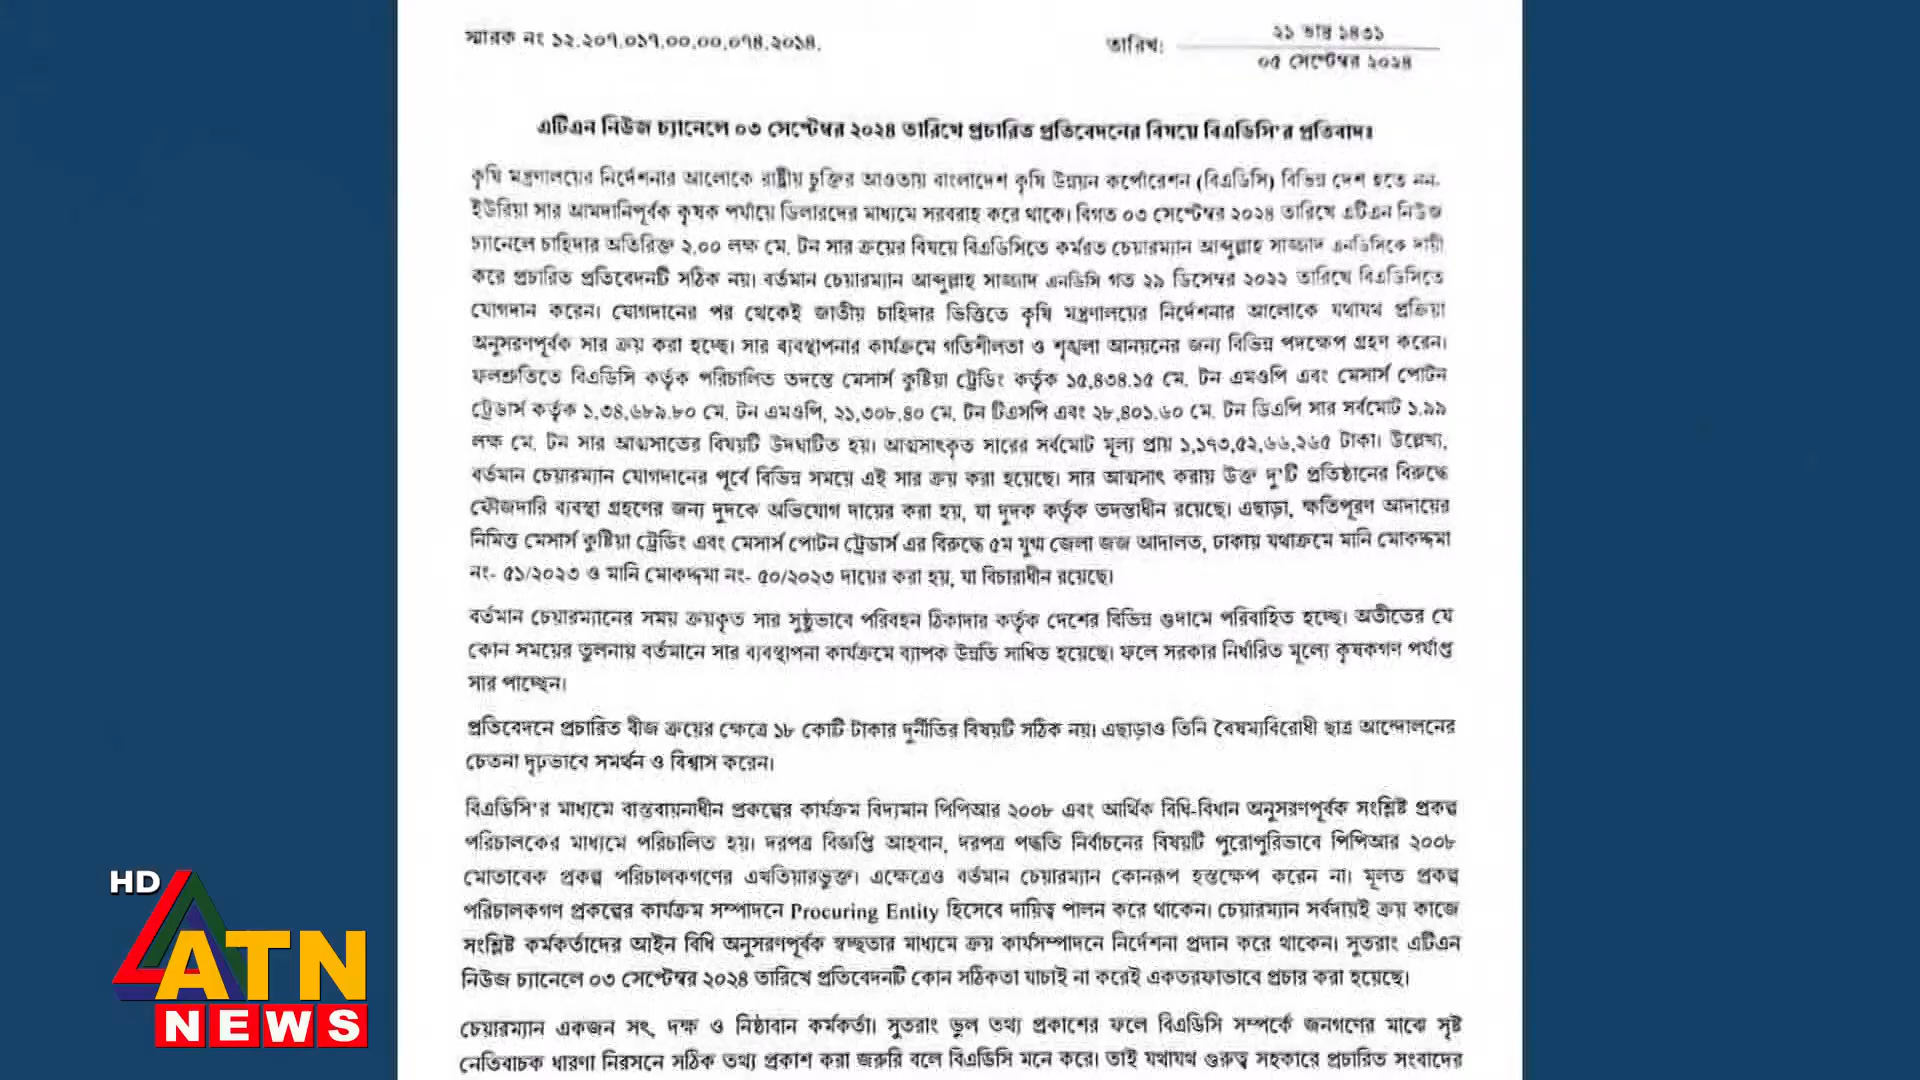 স্মারক নং ১২.২০৭.০১৭.০০.০০.০৭৪.২০১৪.
তারিখ:
২১ ভাদ্র ১৪৩১
০৫ সেপ্টেম্বর ২০২৪
এটিএন নিউজ চ্যানেলে ০৩ সেপ্টেম্বর ২০২৪ তারিখে প্রচারিত প্রতিবেদনের বিষয়ে বিএডিসি'র প্রতিবাদঃ
কৃষি মন্ত্রণালয়ের নির্দেশনার আলোকে রাষ্ট্রীয় চুক্তির আওতায় বাংলাদেশ কৃষি উন্নয়ন কর্পোরেশন (বিএডিসি) বিভিন্ন দেশ হতে নন-
ইউরিয়া সার আমদানিপূর্বক কৃষক পর্যায়ে ডিলারদের মাধ্যমে সরবরাহ করে থাকে। বিগত ০৩ সেপ্টেম্বর ২০২৪ তারিখে এটিএন নিউজ
চ্যানেলে চাহিদার অতিরিক্ত ২.০০ লক্ষ মে. টন সার ক্রয়ের বিষয়ে বিএডিসিতে কর্মরত চেয়ারম্যান আব্দুল্লাহ সাজ্জাদ এনডিসিকে দায়ী
করে প্রচারিত প্রতিবেদনটি সঠিক নয়। বর্তমান চেয়ারম্যান আব্দুল্লাহ সাজ্জাদ এনডিসি গত ২৯ ডিসেম্বর ২০২২ তারিখে বিএডিসিতে
যোগদান করেন। যোগদানের পর থেকেই জাতীয় চাহিদার ভিত্তিতে কৃষি মন্ত্রণালয়ের নির্দেশনার আলোকে যথাযথ প্রক্রিয়া
অনুসরণপূর্বক সার ক্রয় করা হচ্ছে। সার ব্যবস্থাপনার কার্যক্রমে গতিশীলতা ও শৃঙ্খলা আনয়নের জন্য বিভিন্ন পদক্ষেপ গ্রহণ করেন।
ফলশ্রুতিতে বিএডিসি কর্তৃক পরিচালিত তদন্তে মেসার্স কুষ্টিয়া ট্রেডিং কর্তৃক ১৫,৪৩৪.১৫ মে. টন এমওপি এবং মেসার্স পোটন
ট্রেডার্স কর্তৃক ১,৩৪,৬৮৯.৮০ মে. টন এমওপি, ২১,৩০৮.৪০ মে. টন টিএসপি এবং ২৮,৪০১.৬০ মে. টন ডিএপি সার সর্বমোট ১.৯৯
লক্ষ মে. টন সার আত্মসাতের বিষয়টি উদঘাটিত হয়। আত্মসাৎকৃত সারের সর্বমোট মূল্য প্রায় ১,১৭৩,৫২,৬৬,২৬৫ টাকা। উল্লেখ্য,
বর্তমান চেয়ারম্যান যোগদানের পূর্বে বিভিন্ন সময়ে এই সার ক্রয় করা হয়েছে। সার আত্মসাৎ করায় উক্ত দু'টি প্রতিষ্ঠানের বিরুদ্ধে
ফৌজদারি ব্যবস্থা গ্রহণের জন্য দুদকে অভিযোগ দায়ের করা হয়, যা দুদক কর্তৃক তদন্তাধীন রয়েছে। এছাড়া, ক্ষতিপূরণ আদায়ের
নিমিত্ত মেসার্স কুষ্টিয়া ট্রেডিং এবং মেসার্স পোটন ট্রেডার্স এর বিরুদ্ধে ৫ম যুগ্ম জেলা জজ আদালত, ঢাকায় যথাক্রমে মানি মোকদ্দমা
নং- ৫১/২০২৩ ও মানি মোকদ্দমা নং- ৫০/২০২৩ দায়ের করা হয়, যা বিচারাধীন রয়েছে।
বর্তমান চেয়ারম্যানের সময় ক্রয়কৃত সার সুষ্ঠুভাবে পরিবহন ঠিকাদার কর্তৃক দেশের বিভিন্ন গুদামে পরিবাহিত হচ্ছে। অতীতের যে
কোন সময়ের তুলনায় বর্তমানে সার ব্যবস্থাপনা কার্যক্রমে ব্যাপক উন্নতি সাধিত হয়েছে। ফলে সরকার নির্ধারিত মূল্যে কৃষকগণ পর্যাপ্ত
সার পাচ্ছেন।
প্রতিবেদনে প্রচারিত বীজ ক্রয়ের ক্ষেত্রে ১৮ কোটি টাকার দুর্নীতির বিষয়টি সঠিক নয়। এছাড়াও তিনি বৈষম্যবিরোধী ছাত্র আন্দোলনের
চেতনা দৃঢ়ভাবে সমর্থন ও বিশ্বাস করেন।
বিএডিসি'র মাধ্যমে বাস্তবায়নাধীন প্রকল্পের কার্যক্রম বিদ্যমান পিপিআর ২০০৮ এবং আর্থিক বিধি-বিধান অনুসরণপূর্বক সংশ্লিষ্ট প্রকল্প
পরিচালকের মাধ্যমে পরিচালিত হয়। দরপত্র বিজ্ঞপ্তি আহবান, দরপত্র পদ্ধতি নির্বাচনের বিষয়টি পুরোপুরিভাবে পিপিআর ২০০৮
মোতাবেক প্রকল্প পরিচালকগণের এখতিয়ারভুক্ত। এক্ষেত্রেও বর্তমান চেয়ারম্যান কোনরূপ হস্তক্ষেপ করেন না। মূলত প্রকল্প
পরিচালকগণ প্রকল্পের কার্যক্রম সম্পাদনে Procuring Entity হিসেবে দায়িত্ব পালন করে থাকেন। চেয়ারম্যান সর্বদায়ই ক্রয় কাজে
সংশ্লিষ্ট কর্মকর্তাদের আইন বিধি অনুসরণপূর্বক স্বচ্ছতার মাধ্যমে ক্রয় কার্যসম্পাদনে নির্দেশনা প্রদান করে থাকেন। সুতরাং এটিএন
নিউজ চ্যানেলে ০৩ সেপ্টেম্বর ২০২৪ তারিখে প্রতিবেদনটি কোন সঠিকতা যাচাই না করেই একতরফাভাবে প্রচার করা হয়েছে।
চেয়ারম্যান একজন সৎ, দক্ষ ও নিষ্ঠাবান কর্মকর্তা। সুতরাং ভুল তথ্য প্রকাশের ফলে বিএডিসি সম্পর্কে জনগণের মাঝে সৃষ্ট
নেতিবাচক ধারণা নিরসনে সঠিক তথ্য প্রকাশ করা জরুরি বলে বিএডিসি মনে করে। তাই যথাযথ গুরুত্ব সহকারে প্রচারিত সংবাদের
HD
ATN
NEWS